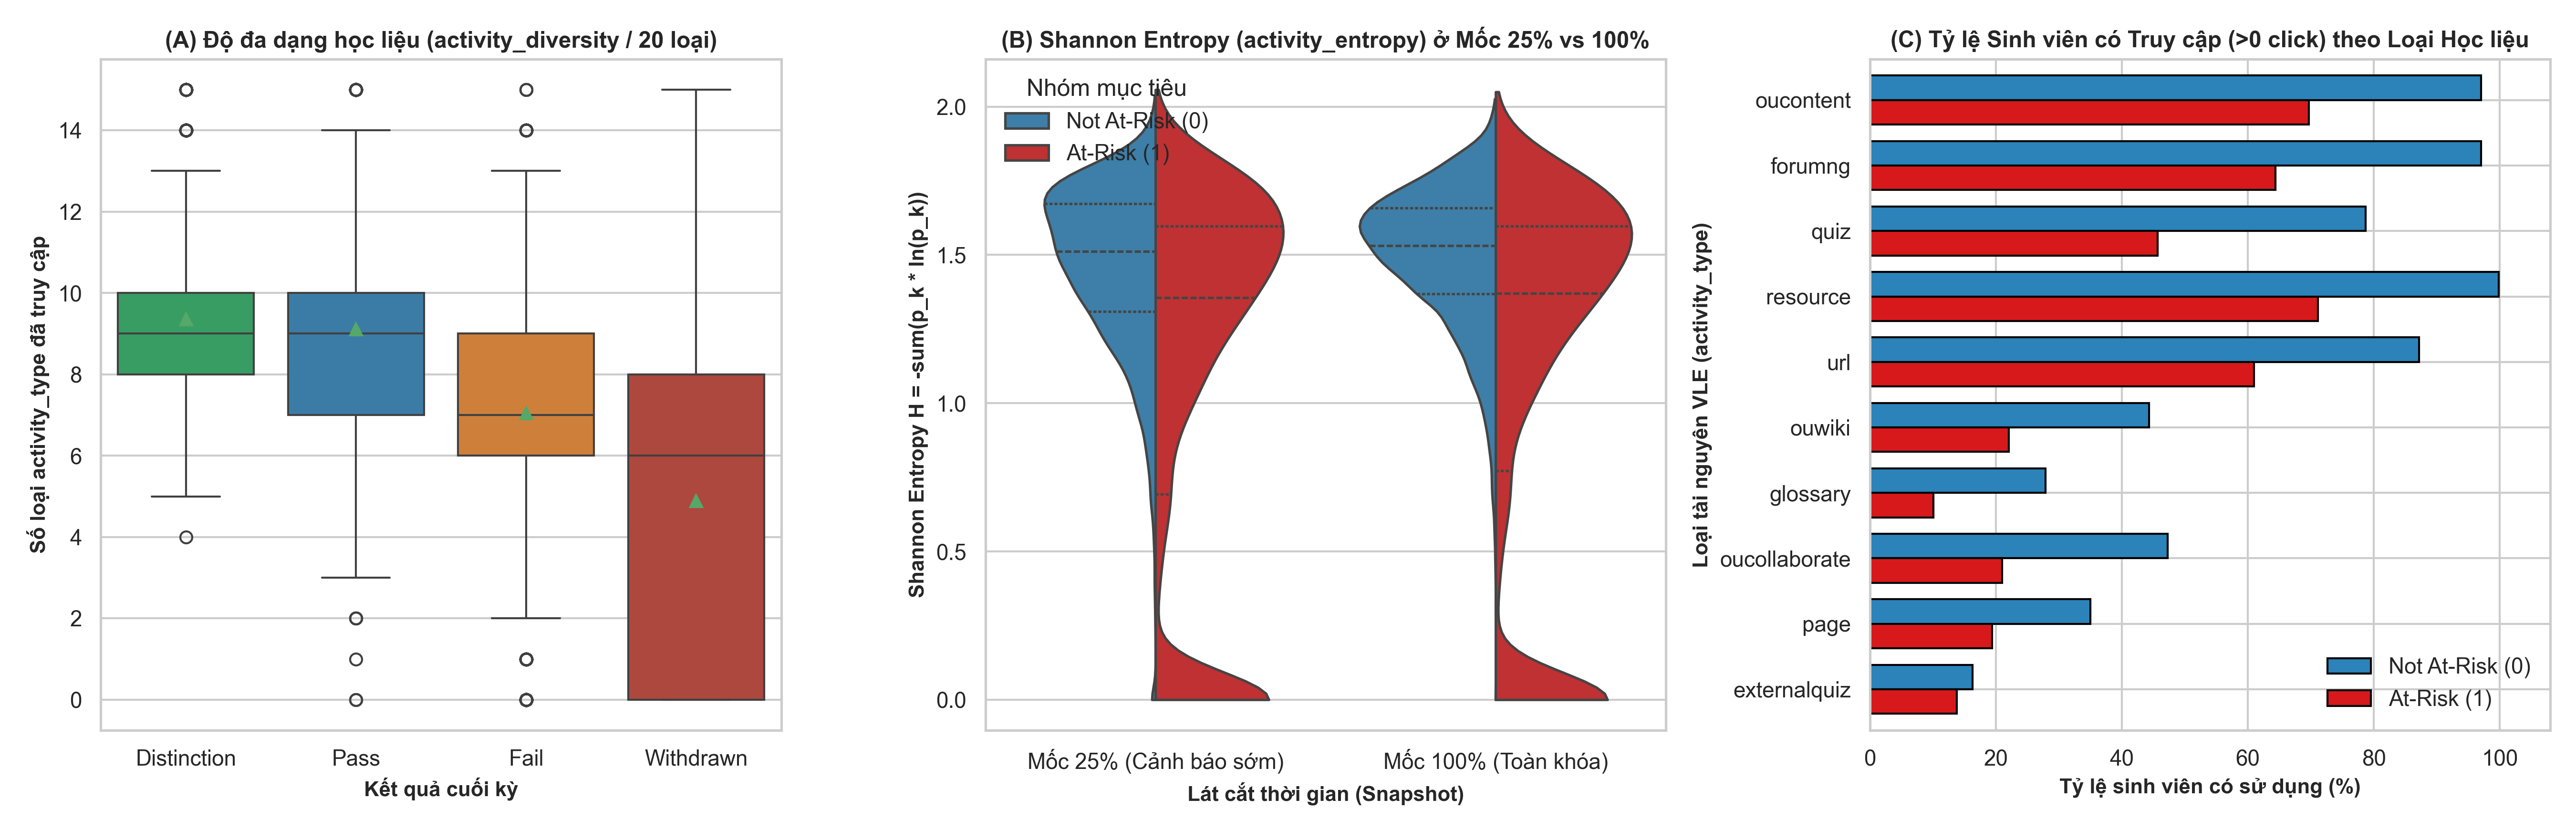 (A) Độ đa dạng học liệu (activity_diversity / 20 loại)
Số loại activity_type đã truy cập
14
12
10
8
6
4
2
0
Distinction
Pass
Fail
Withdrawn
Kết quả cuối kỳ
(B) Shannon Entropy (activity_entropy) ở Mốc 25% vs 100%
Nhóm mục tiêu
Not At-Risk (0)
At-Risk (1)
Shannon Entropy H = -sum(p_k * ln(p_k))
2.0
1.5
1.0
0.5
0.0
Mốc 25% (Cảnh báo sớm)
Mốc 100% (Toàn khóa)
Lát cắt thời gian (Snapshot)
(C) Tỷ lệ Sinh viên có Truy cập (>0 click) theo Loại Học liệu
Loại tài nguyên VLE (activity_type)
oucontent
forumng
quiz
resource
url
ouwiki
glossary
oucollaborate
page
externalquiz
Not At-Risk (0)
At-Risk (1)
0
20
40
60
80
100
Tỷ lệ sinh viên có sử dụng (%)